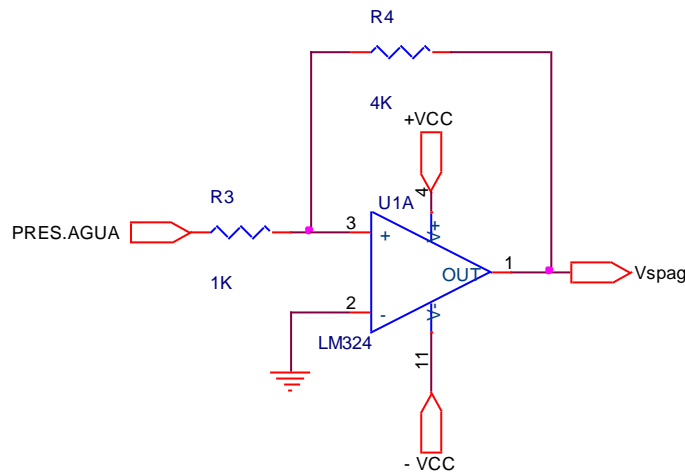 R4
4K
+VCC
4
R3
U1A
V+
PRES.AGUA
3
+
1K
OUT
1
Vspag
2
-
V-
LM324
11
- VCC